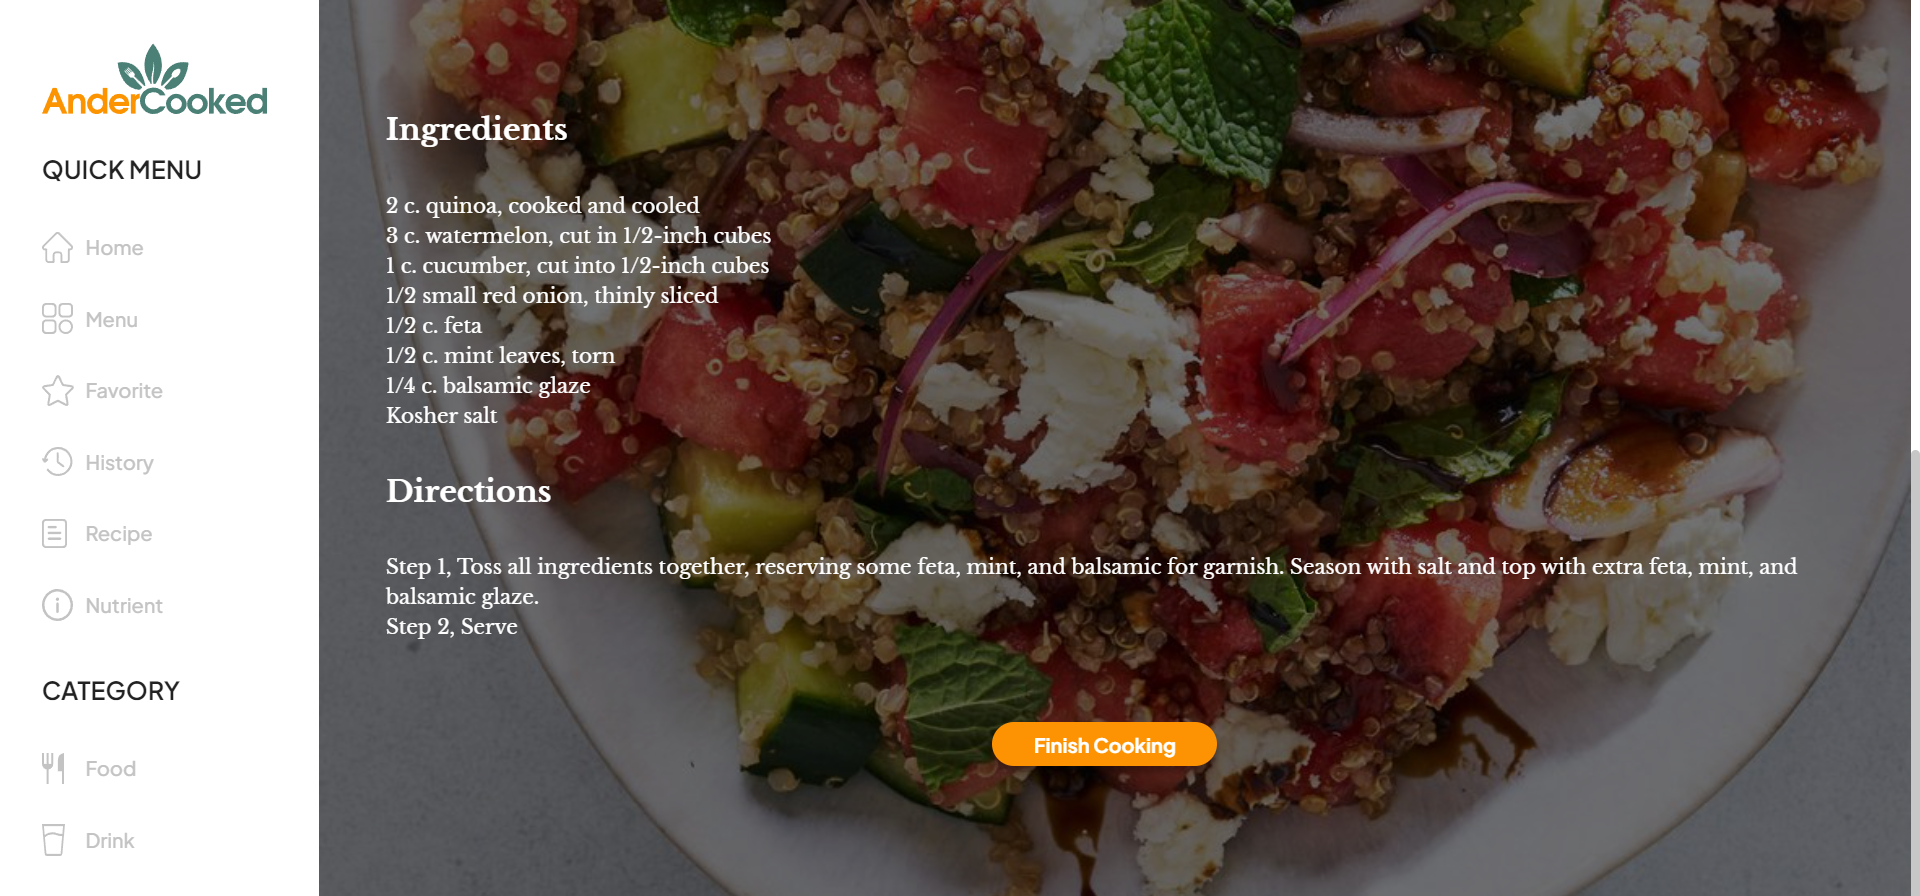 AnderCooked
QUICK MENU
Home
Menu
Favorite
History
Recipe
Nutrient
CATEGORY
Food
Drink
Ingredients
2 c. quinoa, cooked and cooled
3 c. watermelon, cut in 1/2-inch cubes
1 c. cucumber, cut into 1/2-inch cubes
1/2 small red onion, thinly sliced
1/2 c. feta
1/2 c. mint leaves, torn
1/4 c. balsamic glaze
Kosher salt
Directions
Step 1, Toss all ingredients together, reserving some feta, mint, and balsamic for garnish. Season with salt and top with extra feta, mint, and
balsamic glaze.
Step 2, Serve
Finish Cooking